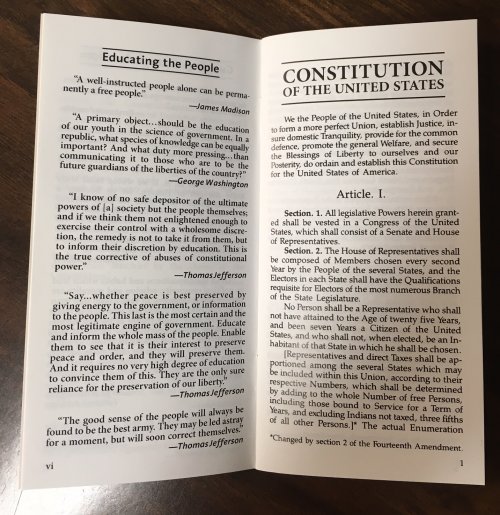 Educating the People
"A well-instructed people alone can be perma-
nently a free people."
—James Madison
"A primary object...should be the education
of our youth in the science of government. In a
republic, what species of knowledge can be equally
important? And what duty more pressing...than
communicating it to those who are to be the
future guardians of the liberties of the country?"
—George Washington
"I know of no safe depositor of the ultimate
powers of [a] society but the people themselves;
and if we think them not enlightened enough to
exercise their control with a wholesome discre-
tion, the remedy is not to take it from them, but
to inform their discretion by education. This is
the true corrective of abuses of constitutional
power."
—Thomas Jefferson
"Say...whether peace is best preserved by
giving energy to the government, or information
to the people. This last is the most certain and the
most legitimate engine of government. Educate
and inform the whole mass of the people. Enable
them to see that it is their interest to preserve
peace and order, and they will preserve them.
And it requires no very high degree of education
to convince them of this. They are the only sure
reliance for the preservation of our liberty."
—Thomas Jefferson
"The good sense of the people will always be
found to be the best army. They may be led astray
for a moment, but will soon correct themselves."
—Thomas Jefferson
vi
CONSTITUTION
OF THE UNITED STATES
We the People of the United States, in Order
to form a more perfect Union, establish Justice, in-
sure domestic Tranquility, provide for the common
defence, promote the general Welfare, and secure
the Blessings of Liberty to ourselves and our
Posterity, do ordain and establish this Constitution
for the United States of America.
Article. I.
Section. 1. All legislative Powers herein grant-
ed shall be vested in a Congress of the United
States, which shall consist of a Senate and House
of Representatives.
Section. 2. The House of Representatives shall
be composed of Members chosen every second
Year by the People of the several States, and the
Electors in each State shall have the Qualifications
requisite for Electors of the most numerous Branch
of the State Legislature.
No Person shall be a Representative who shall
not have attained to the Age of twenty five Years,
and been seven Years a Citizen of the United
States, and who shall not, when elected, be an In-
habitant of that State in which he shall be chosen.
[Representatives and direct Taxes shall be ap-
portioned among the several States which may
be included within this Union, according to their
respective Numbers, which shall be determined
by adding to the whole Number of free Persons,
including those bound to Service for a Term of
Years, and excluding Indians not taxed, three fifths
of all other Persons.]* The actual Enumeration
*Changed by section 2 of the Fourteenth Amendment.
1